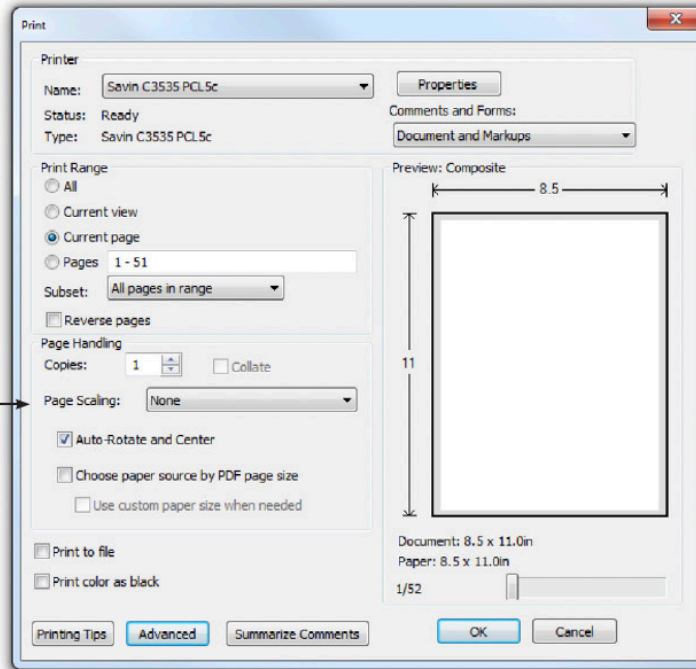 Print
Printer
Name: Savin C3535 PCL5c Properties
Status: Ready Comments and Forms:
Type: Savin C3535 PCL5c Document and Markups
Print Range
All
Current view
Current page
Pages 1 - 51
Subset: All pages in range
Reverse pages
Page Handling
Copies: 1 Collate
Page Scaling: None
Auto-Rotate and Center
Choose paper source by PDF page size
Use custom paper size when needed
Print to file
Print color as black
Preview: Composite
8.5
11
Document: 8.5 x 11.0in
Paper: 8.5 x 11.0in
1/52
Printing Tips Advanced Summarize Comments OK Cancel